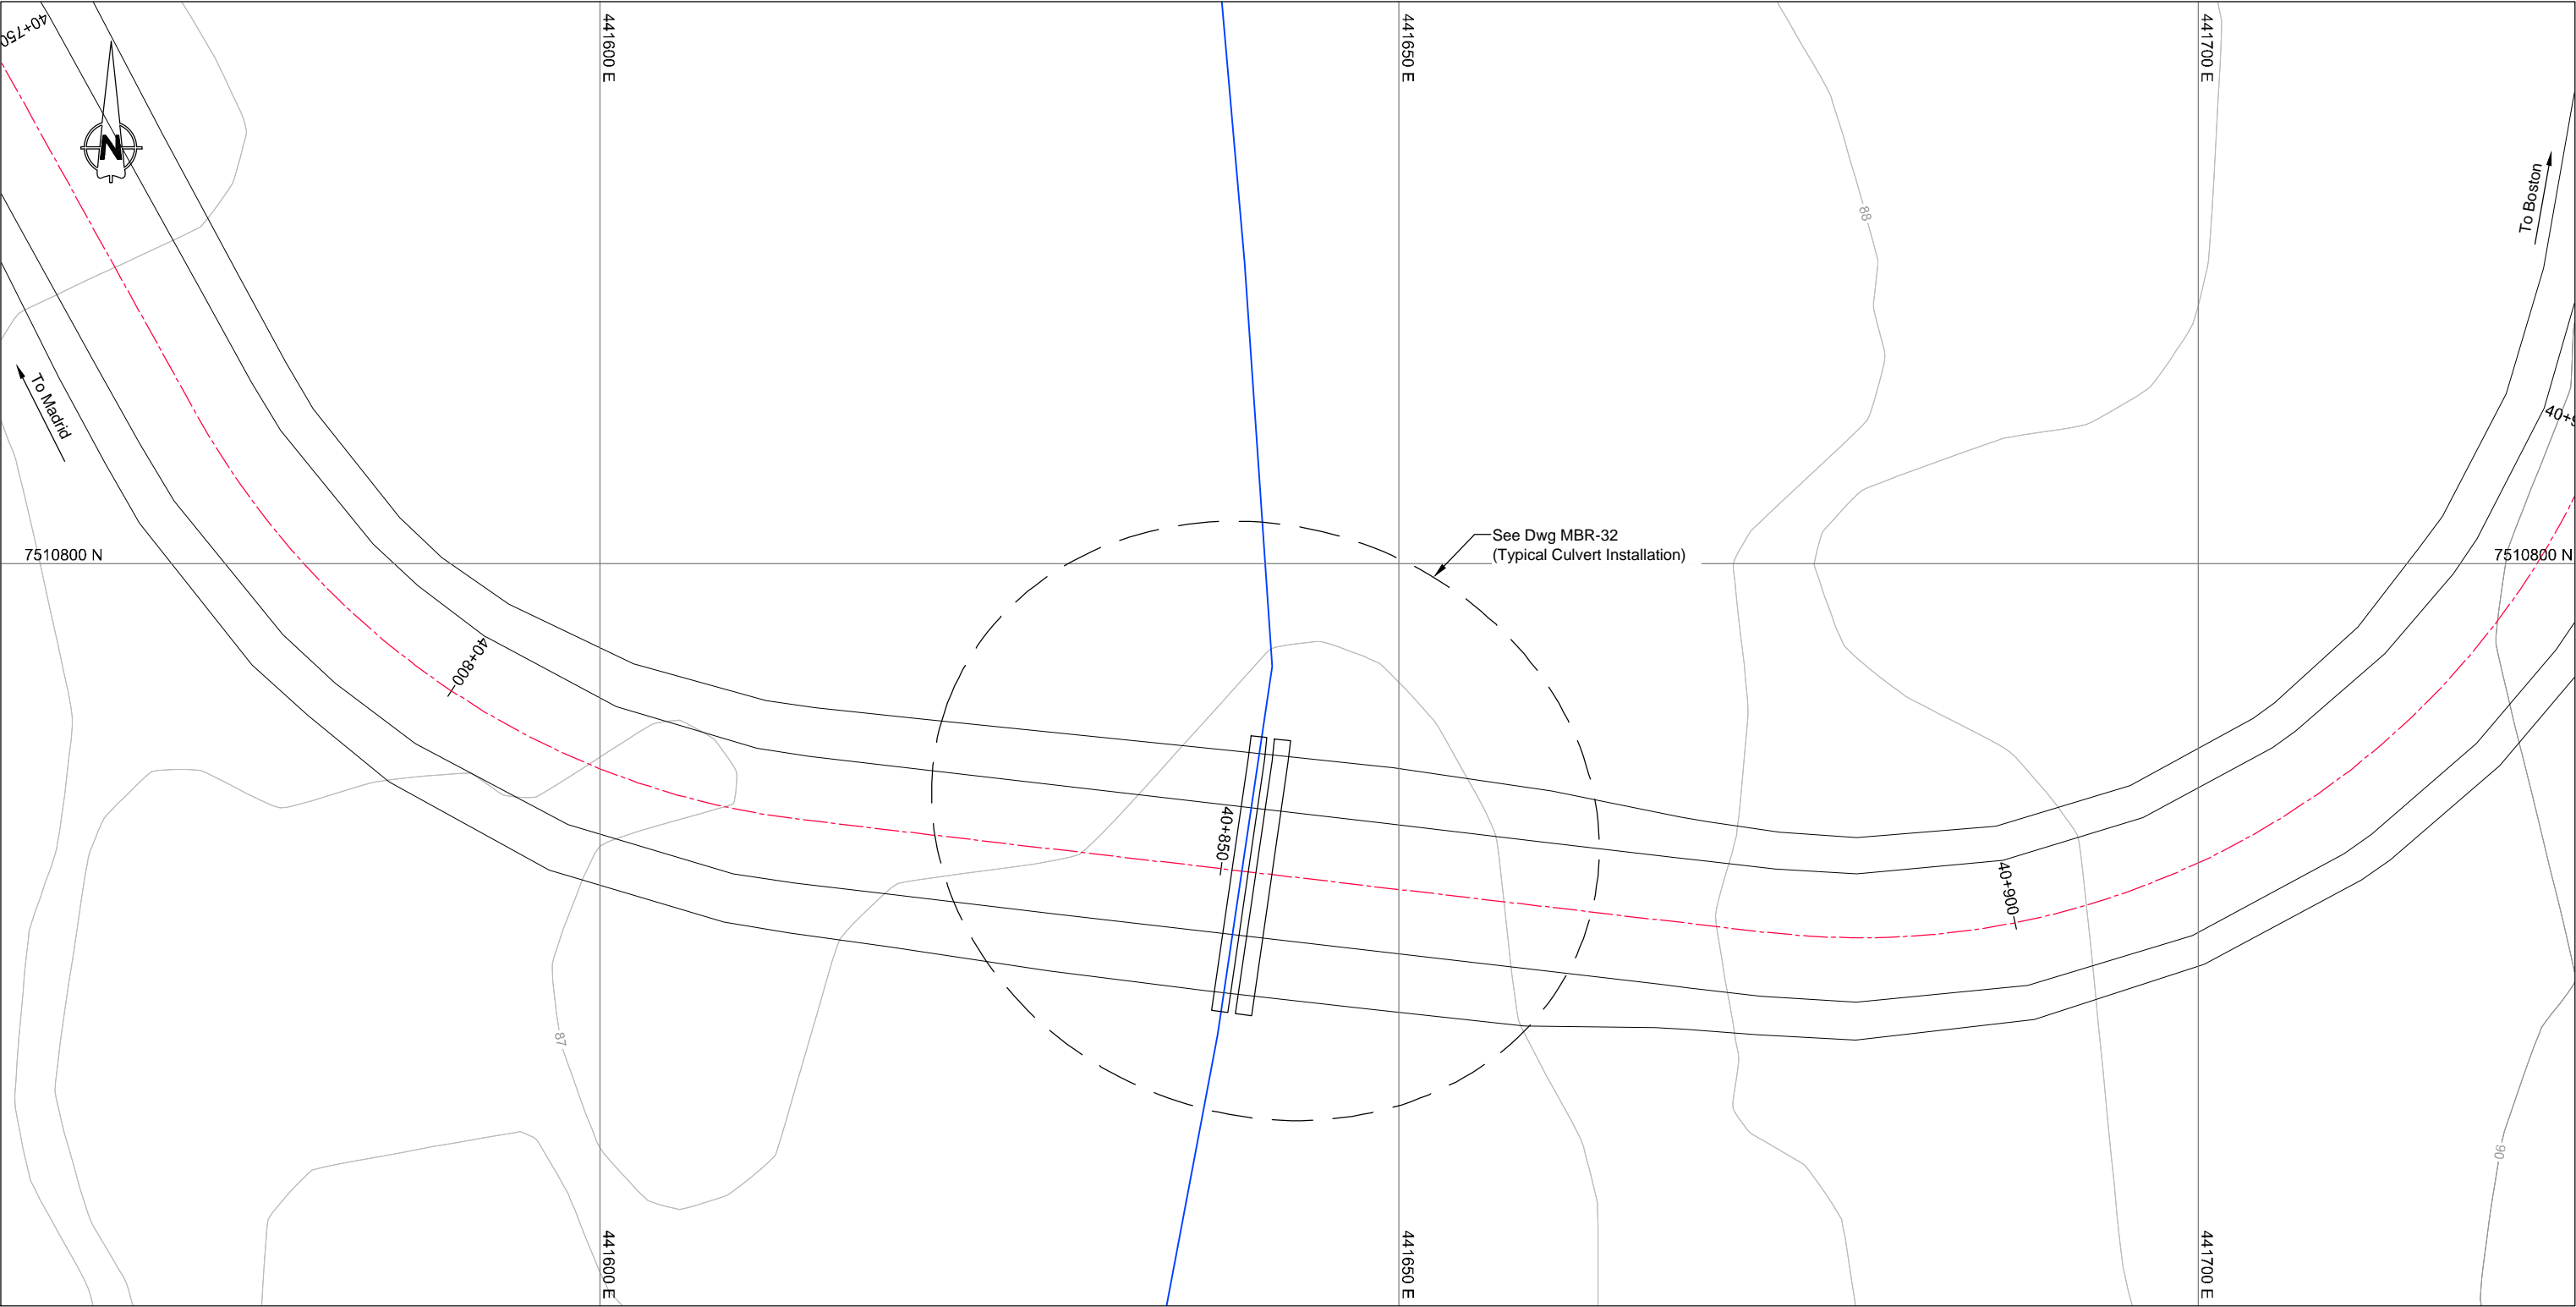 40+750
441600 E
441650 E
441700 E
N
To Boston
88
To Madrid
See Dwg MBR-32
(Typical Culvert Installation)
7510800 N
7510800 N
40+800
40+850
40+900
87
90
441600 E
441650 E
441700 E